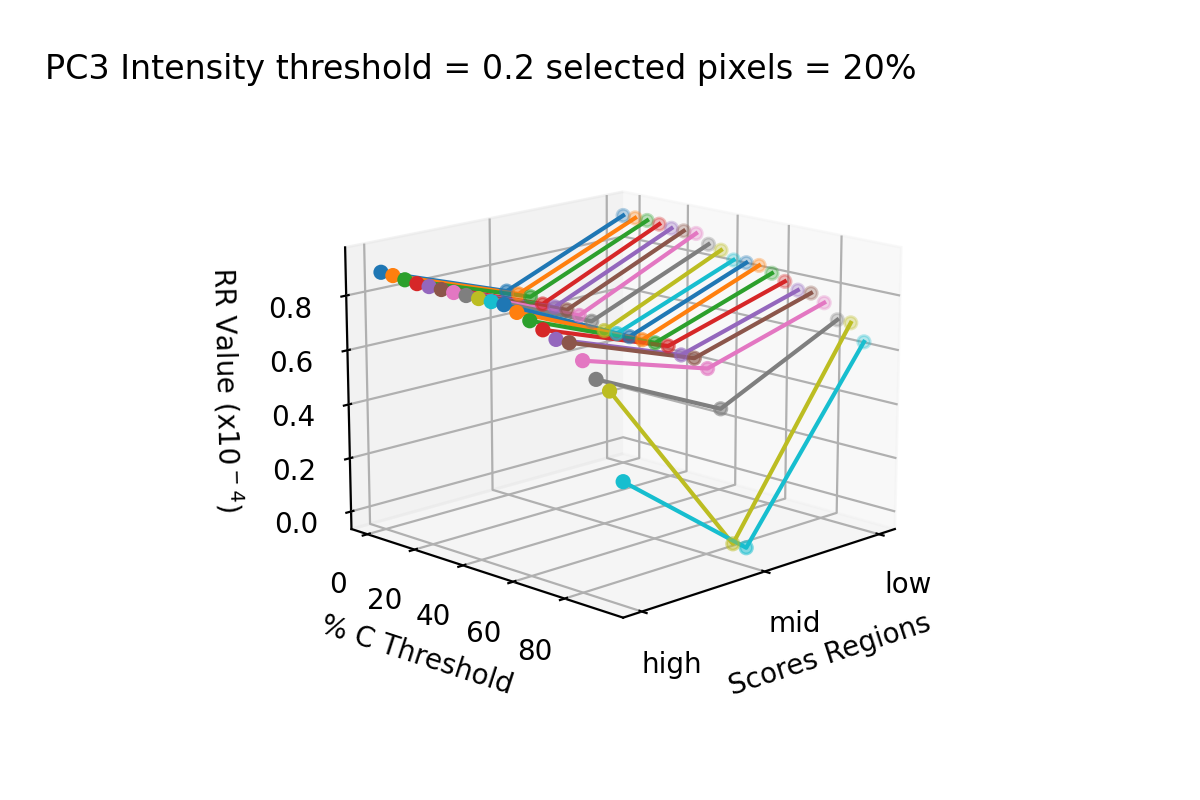 PC3 Intensity threshold = 0.2 selected pixels = 20%
RR Value (x10⁻⁴)
0.8
0.6
0.4
0.2
0.0
0
20
40
60
80
% C Threshold
high
mid
low
Scores Regions